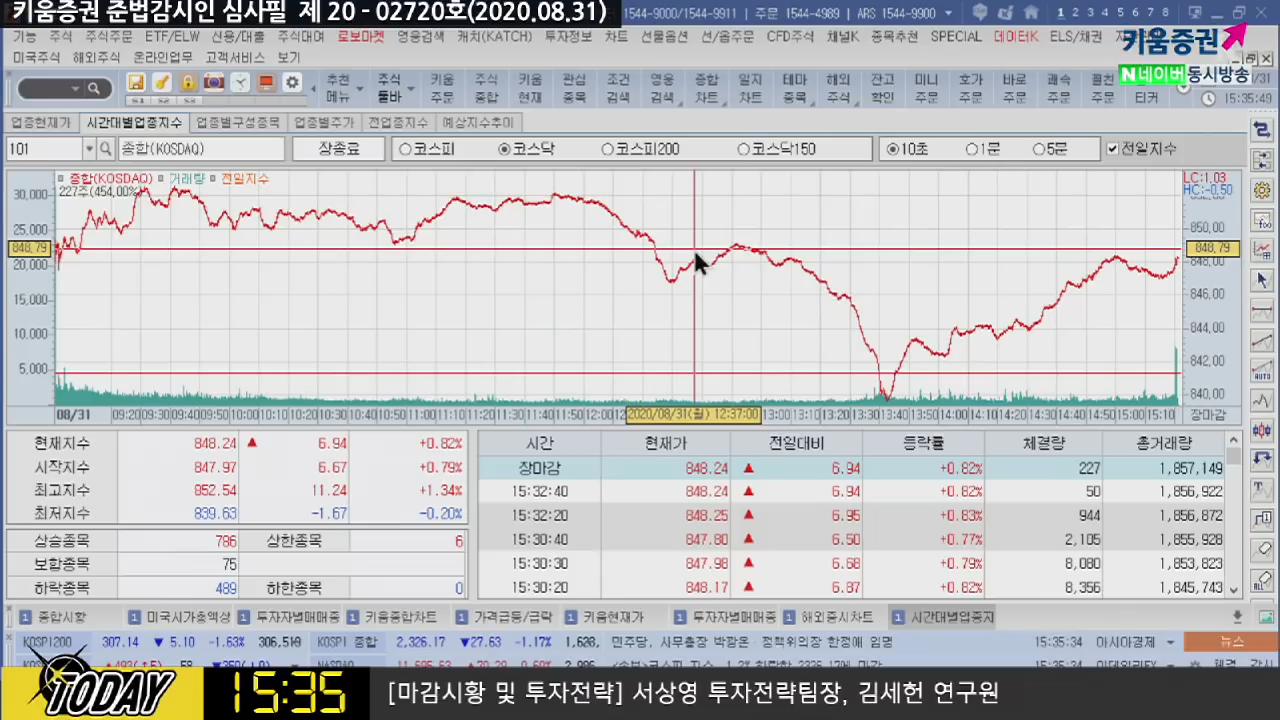 키움증권 준법감시인 심사필 제 20 - 02720호(2020.08.31)
1544-9000/1544-9911 | 주문 1544-4989 | ARS 1544-9900
1 2 3 4 5 6 7 8
기능 주식 주식주문 ETF/ELW 신용/대출 주식대여 로보마켓 영웅검색 캐치(KATCH) 투자정보 차트 선물옵션 선/옵주문 CFD주식 채널K 종목추천 SPECIAL 데이터K ELS/채권
키움증권
미국주식 해외주식 온라인업무 고객서비스 보기
N네이버 동시방송
S1 S2 S3
추천 메뉴 주식 둘바 키움 주문 주식 종합 키움 현재 관심 종목 조건 검색 영웅 검색 종합 차트 일지 차트 테마 종목 해외 주식 잔고 확인 미니 주문 호가 주문 바로 주문 쾌속 주문 필친 주문 주식 티커
15:35:49
업종현재가 시간대별업종지수 업종별구성종목 업종별주가 전업종지수 예상지수추미
101 종합(KOSDAQ) 장종료 코스피 코스닥 코스피200 코스닥150 10초 1분 5분 전일지수
종합(KOSDAQ) 거래량 전일지수
227주(454,00%)
LC:1,03
HC:-0,50
30,000
25,000
848,79
20,000
15,000
10,000
5,000
850,00
848,79
848,00
846,00
844,00
842,00
840,00
08/31 09:20 09:30 09:40 09:50 10:00 10:10 10:20 10:30 10:40 10:50 11:00 11:10 11:20 11:30 11:40 11:50 12:00 2020/08/31(월) 12:37:00 13:00 13:10 13:20 13:30 13:40 13:50 14:00 14:10 14:20 14:30 14:40 14:50 15:00 15:10 장마감
현재지수 848.24 ▲ 6.94 +0.82%
시작지수 847.97 6.67 +0.79%
최고지수 852.54 11.24 +1.34%
최저지수 839.63 -1.67 -0.20%
상승종목 786 상한종목 6
보합종목 75
하락종목 489 하한종목 0
시간 현재가 전일대비 등락률 체결량 총거래량
장마감 848.24 ▲ 6.94 +0.82% 227 1,857,149
15:32:40 848.24 ▲ 6.94 +0.82% 50 1,856,922
15:32:20 848.25 ▲ 6.95 +0.83% 944 1,856,872
15:30:40 847.80 ▲ 6.50 +0.77% 2,105 1,855,928
15:30:30 847.98 ▲ 6.68 +0.79% 8,080 1,853,823
15:30:20 848.17 ▲ 6.87 +0.82% 8,356 1,845,743
1 종합시황 1 미국시가총액상 1 투자자별매매종 1 키움종합차트 1 가격급등/급락 1 키움현재가 1 투자자별매매종 1 해외증시차트 1 시간대별업종지
KOSPI200 307.14 ▼ 5.10 -1.63% 306,510 KOSPI 종합 2,326.17 ▼27.63 -1.17% 1,628, 민주당, 사무총장 박광온 정책위의장 한정애 임명 15:35:34 아시아경제 뉴스
15:35:34
TODAY 15:35 [마감시황 및 투자전략] 서상영 투자전략팀장, 김세헌 연구원